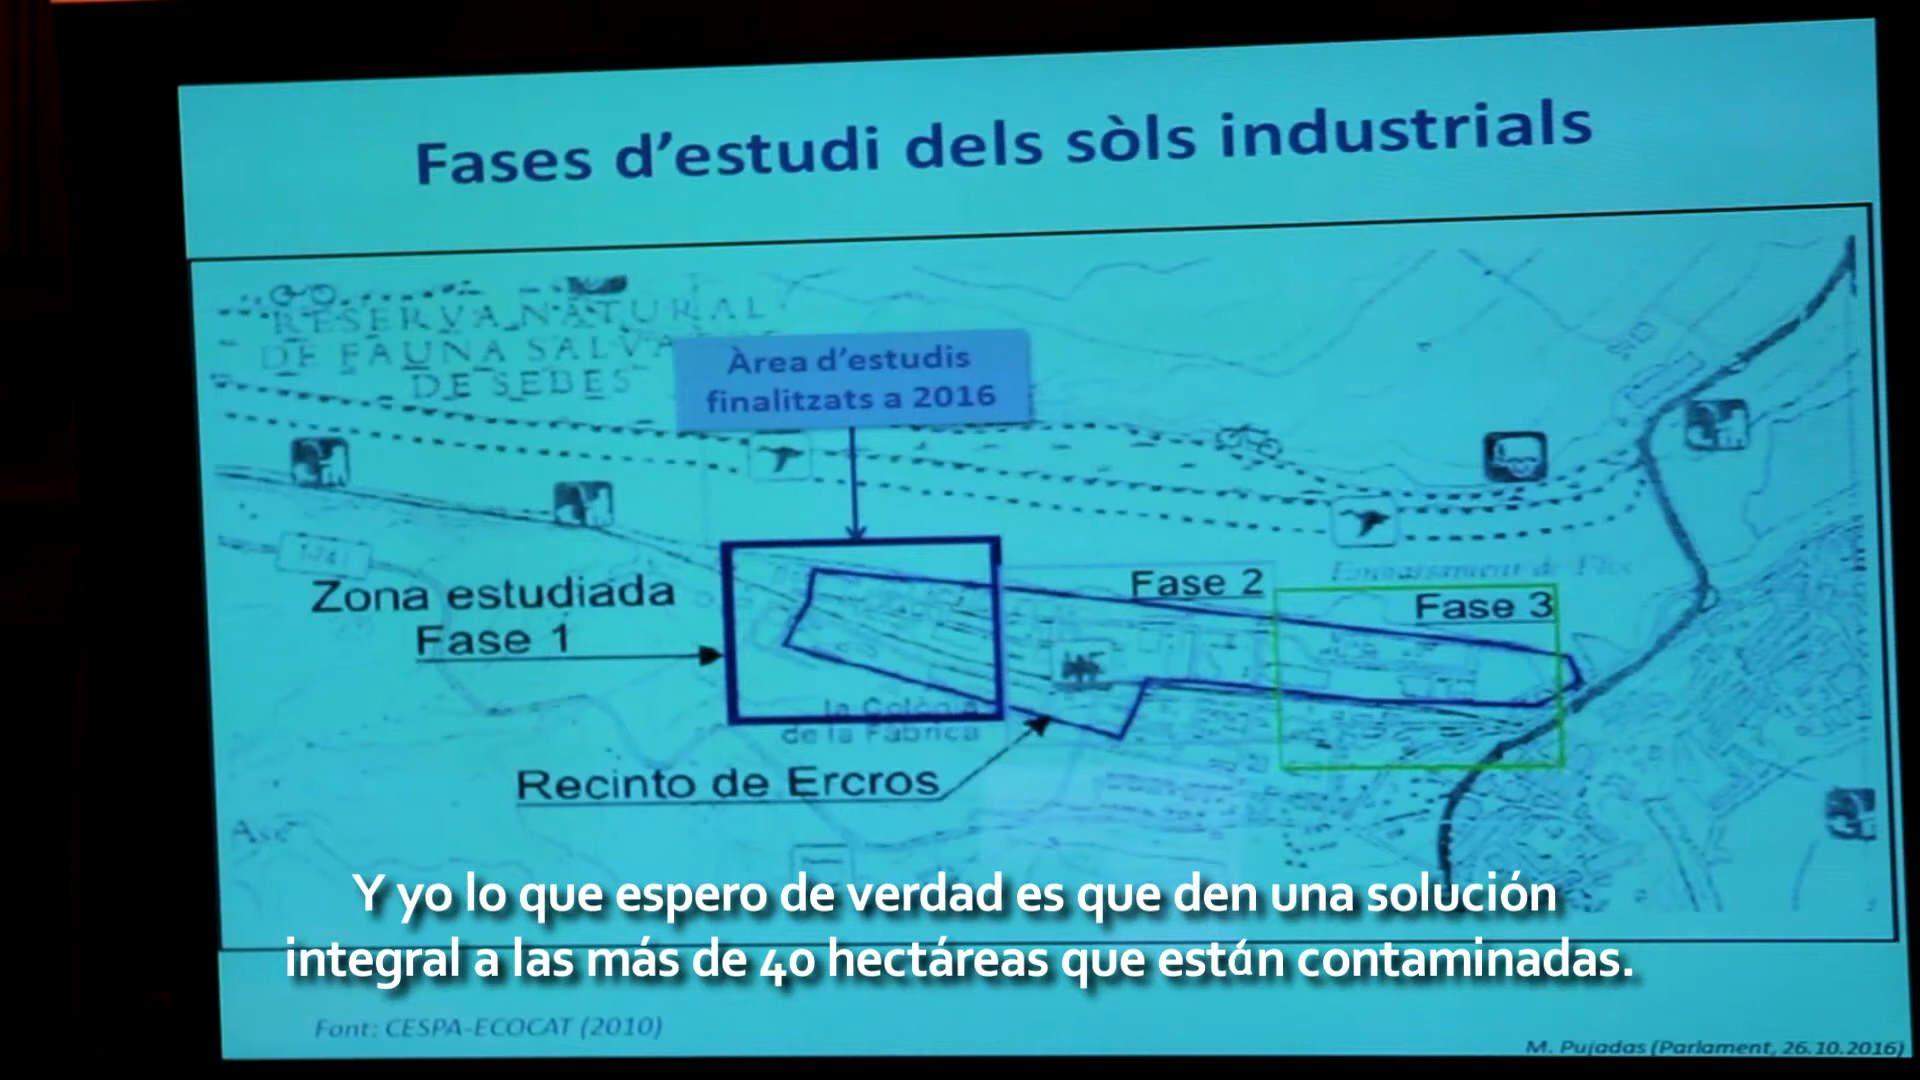 Fases d'estudi dels sòls industrials
RESERVA NATURAL
DE FAUNA SALVA
DE SEBES
Àrea d'estudis
finalitzats a 2016
Zona estudiada
Fase 1
Fase 2
Fase 3
la Colònia
de la Fàbrica
Recinto de Ercros
Y yo lo que espero de verdad es que den una solución
integral a las más de 40 hectáreas que están contaminadas.
Font: CESPA-ECOCAT (2010)
M. Pujadas (Parlament, 26.10.2016)